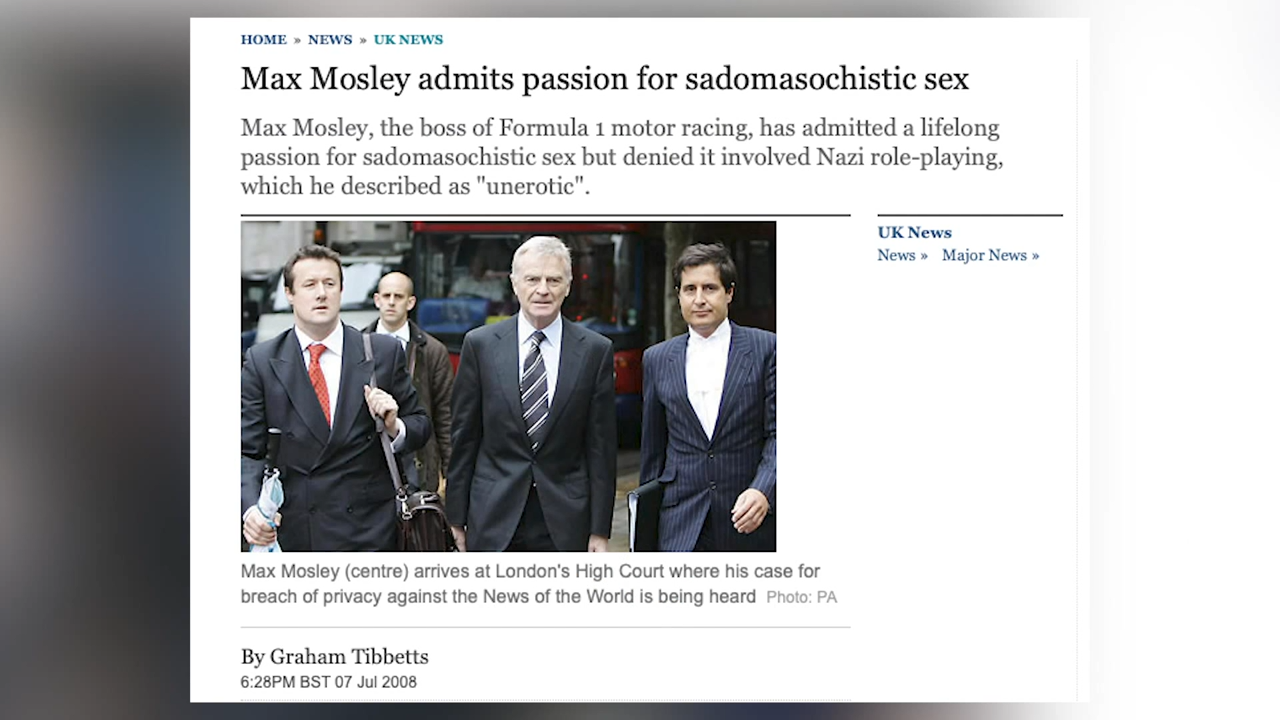 HOME » NEWS » UK NEWS
Max Mosley admits passion for sadomasochistic sex
Max Mosley, the boss of Formula 1 motor racing, has admitted a lifelong
passion for sadomasochistic sex but denied it involved Nazi role-playing,
which he described as "unerotic".
UK News
News » Major News »
Max Mosley (centre) arrives at London's High Court where his case for
breach of privacy against the News of the World is being heard Photo: PA
By Graham Tibbetts
6:28PM BST 07 Jul 2008